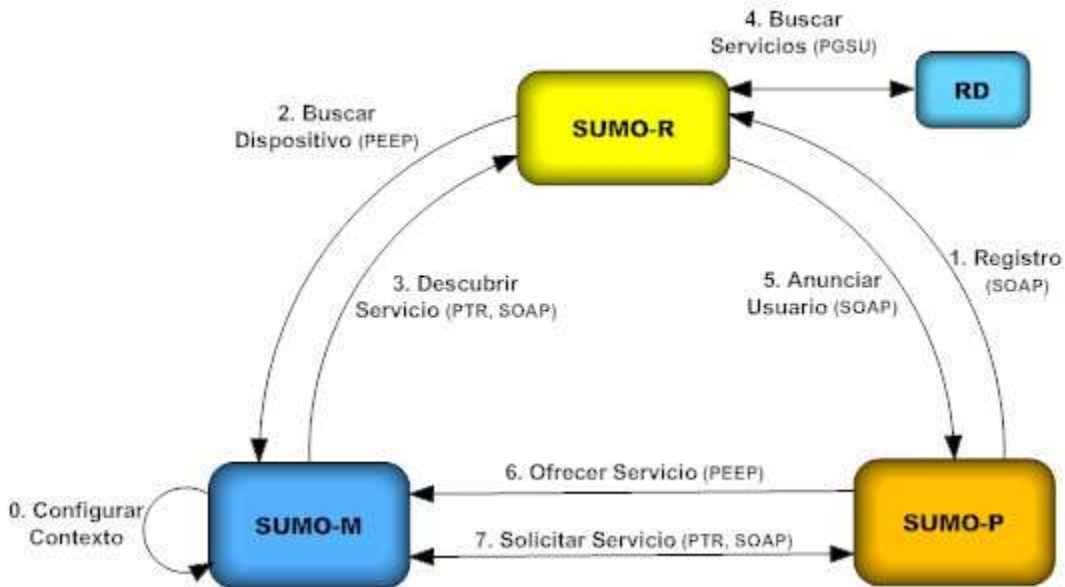 4. Buscar
Servicios (PGSU)
RD
2. Buscar
Dispositivo (PEEP)
SUMO-R
3. Descubrir
Servicio (PTR, SOAP)
5. Anunciar
Usuario (SOAP)
1. Registro
(SOAP)
0. Configurar
Contexto
SUMO-M
6. Ofrecer Servicio (PEEP)
7. Solicitar Servicio (PTR, SOAP)
SUMO-P